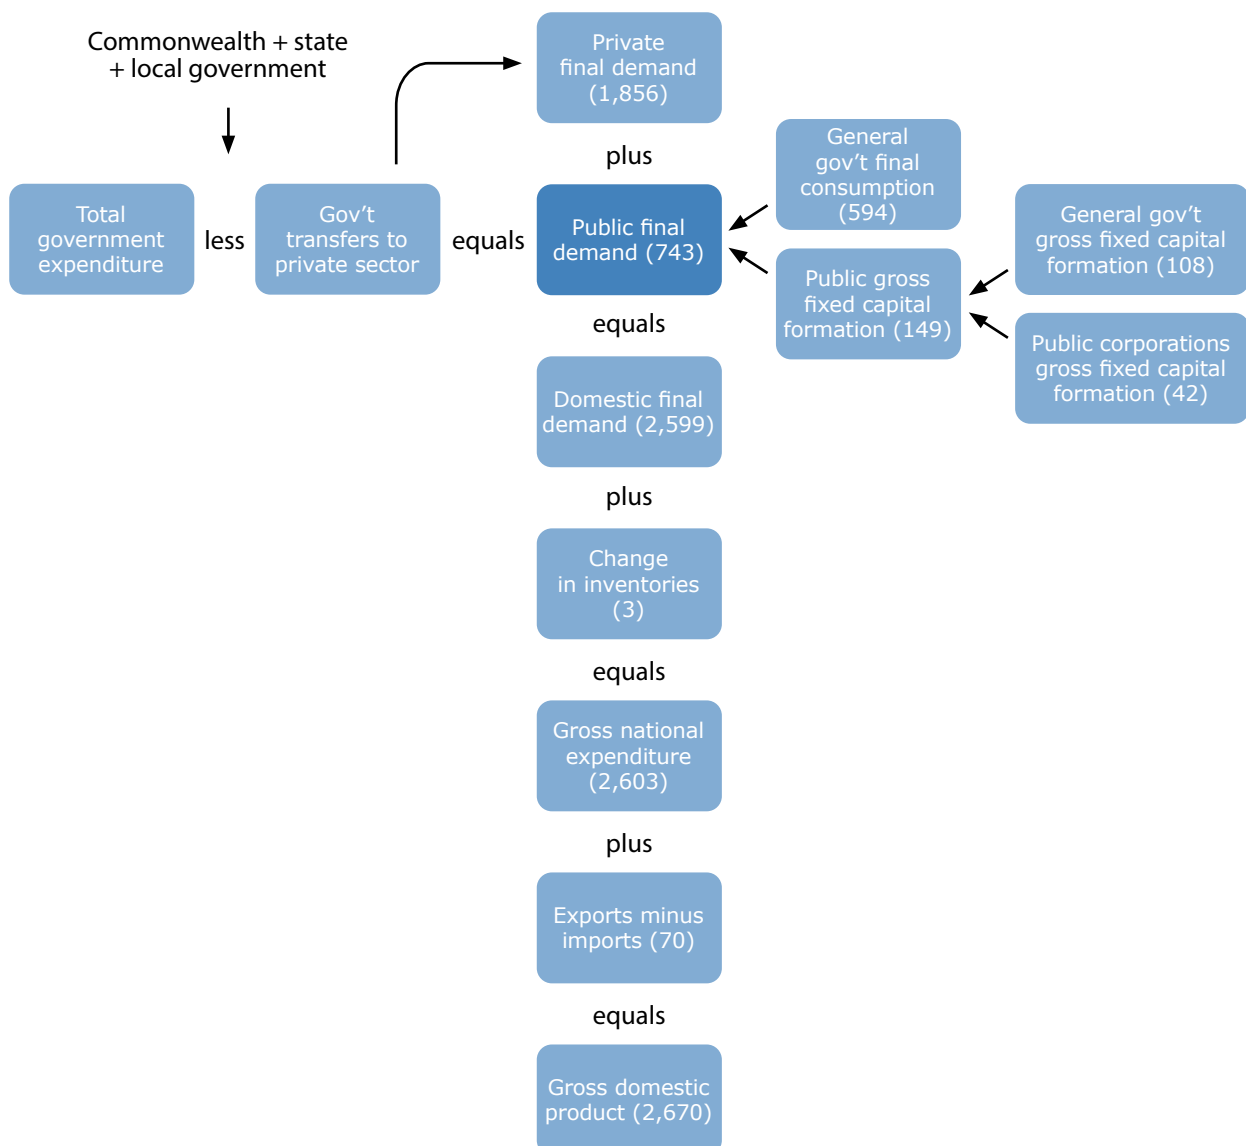 Commonwealth + state
+ local government
Private
final demand
(1,856)
plus
General
gov't final
consumption
(594)
Total
government
expenditure
less
Gov't
transfers to
private sector
equals
Public final
demand (743)
General gov't
gross fixed capital
formation (108)
Public gross
fixed capital
formation (149)
Public corporations
gross fixed capital
formation (42)
equals
Domestic final
demand (2,599)
plus
Change
in inventories
(3)
equals
Gross national
expenditure
(2,603)
plus
Exports minus
imports (70)
equals
Gross domestic
product (2,670)